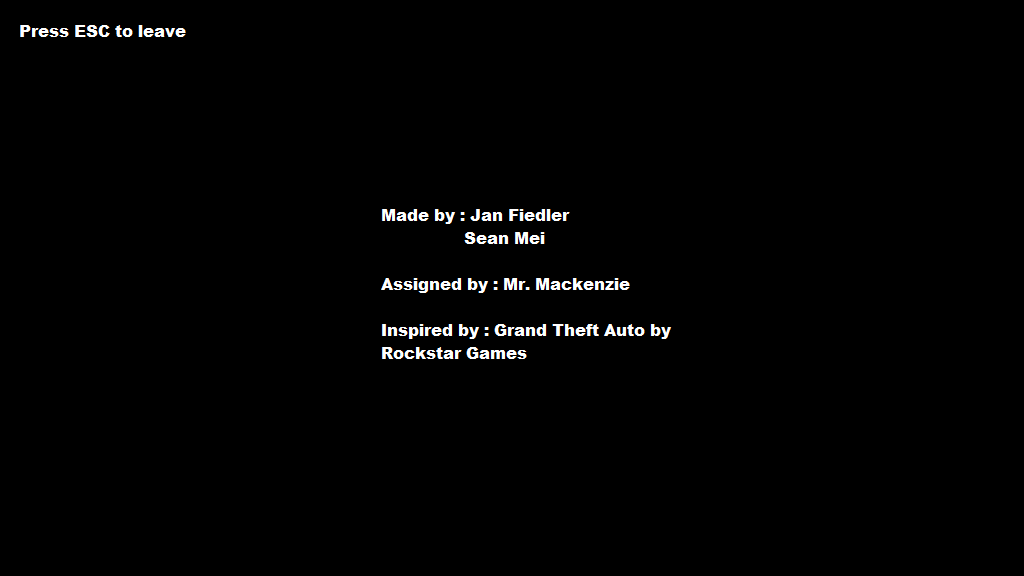 Press ESC to leave
Made by : Jan Fiedler
Sean Mei
Assigned by : Mr. Mackenzie
Inspired by : Grand Theft Auto by
Rockstar Games